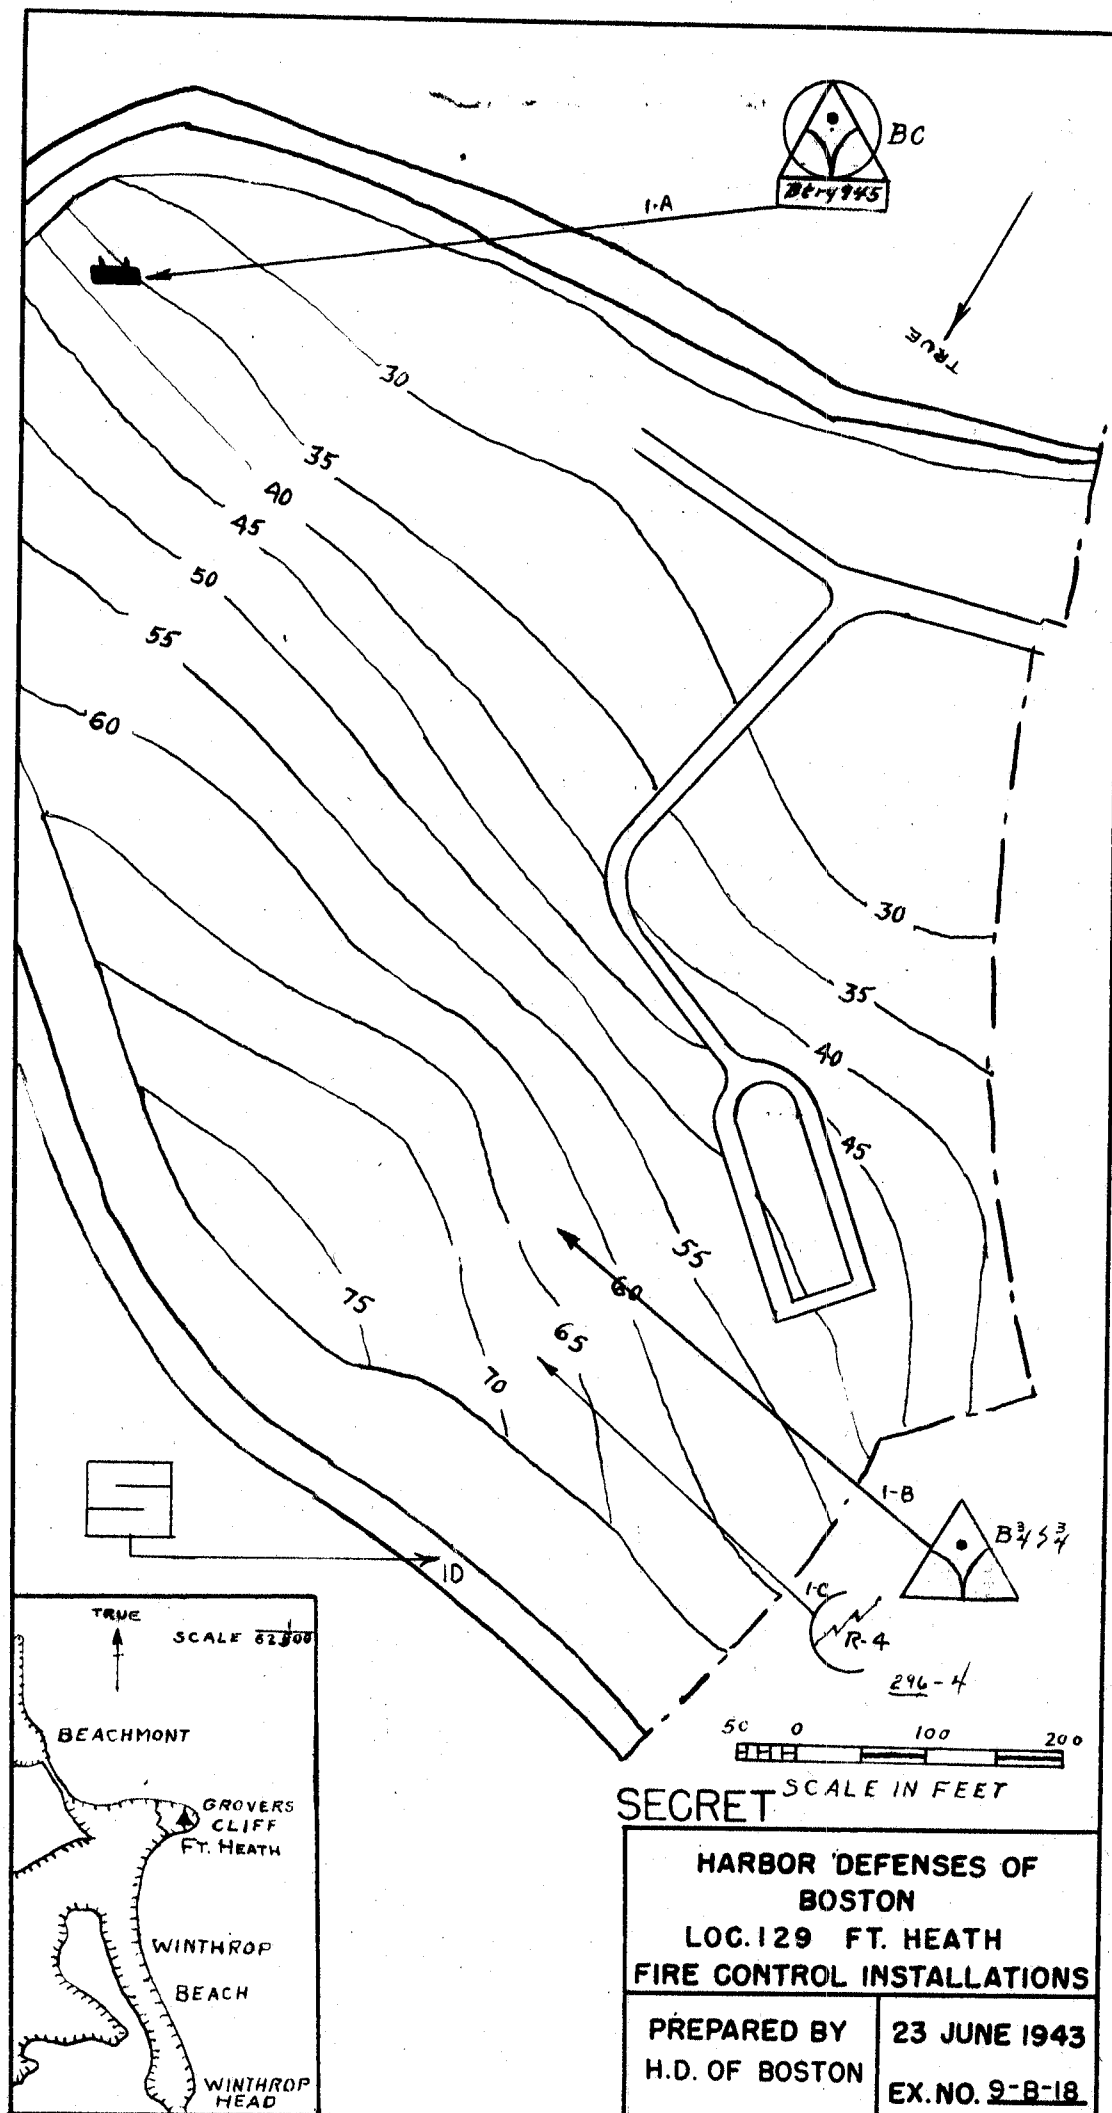 BC
Btry 945
1-A
TRUE
30
35
40
45
50
55
60
30
35
40
45
55
60
65
70
75
1-B
B 3/4 S 3/4
1-C
R-4
296-4
1D
TRUE
SCALE 1/62500
BEACHMONT
GROVERS
CLIFF
FT. HEATH
WINTHROP
BEACH
WINTHROP
HEAD
50 0 100 200
SCALE IN FEET
SECRET
HARBOR DEFENSES OF
BOSTON
LOC. 129 FT. HEATH
FIRE CONTROL INSTALLATIONS
PREPARED BY
H.D. OF BOSTON
23 JUNE 1943
EX. NO. 9-B-18